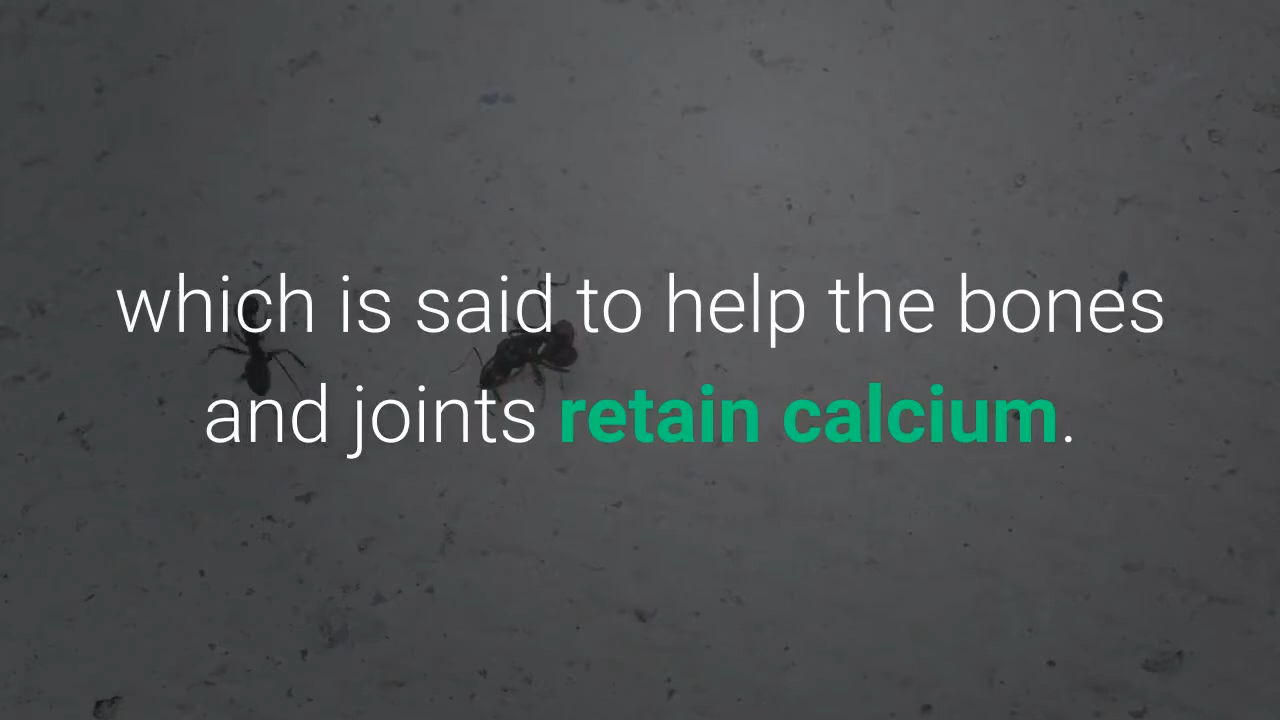 which is said to help the bones
and joints retain calcium.